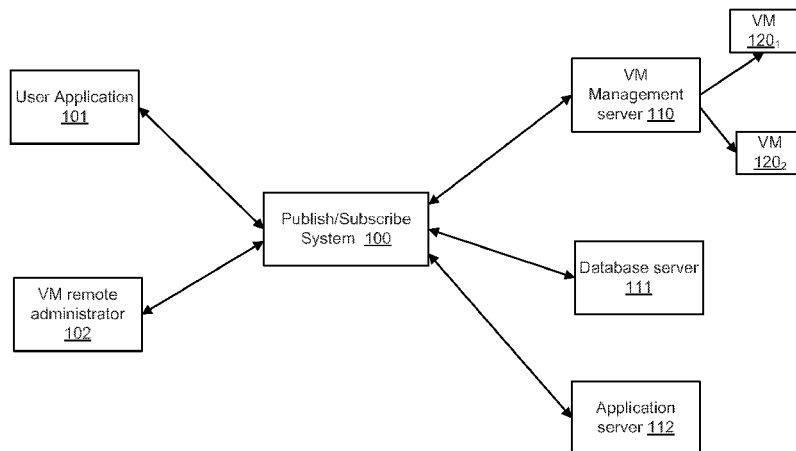 User Application
101
VM remote
administrator
102
Publish/Subscribe
System 100
VM
Management
server 110
VM
120₁
VM
120₂
Database server
111
Application
server 112